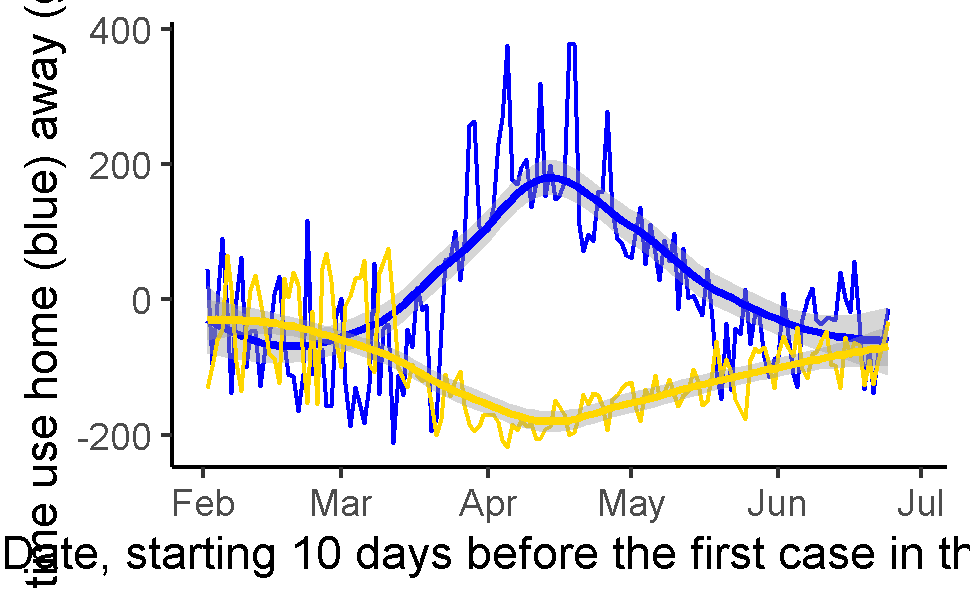 time use home (blue) away (
400
200
0
-200
Feb Mar Apr May Jun Jul
Date, starting 10 days before the first case in